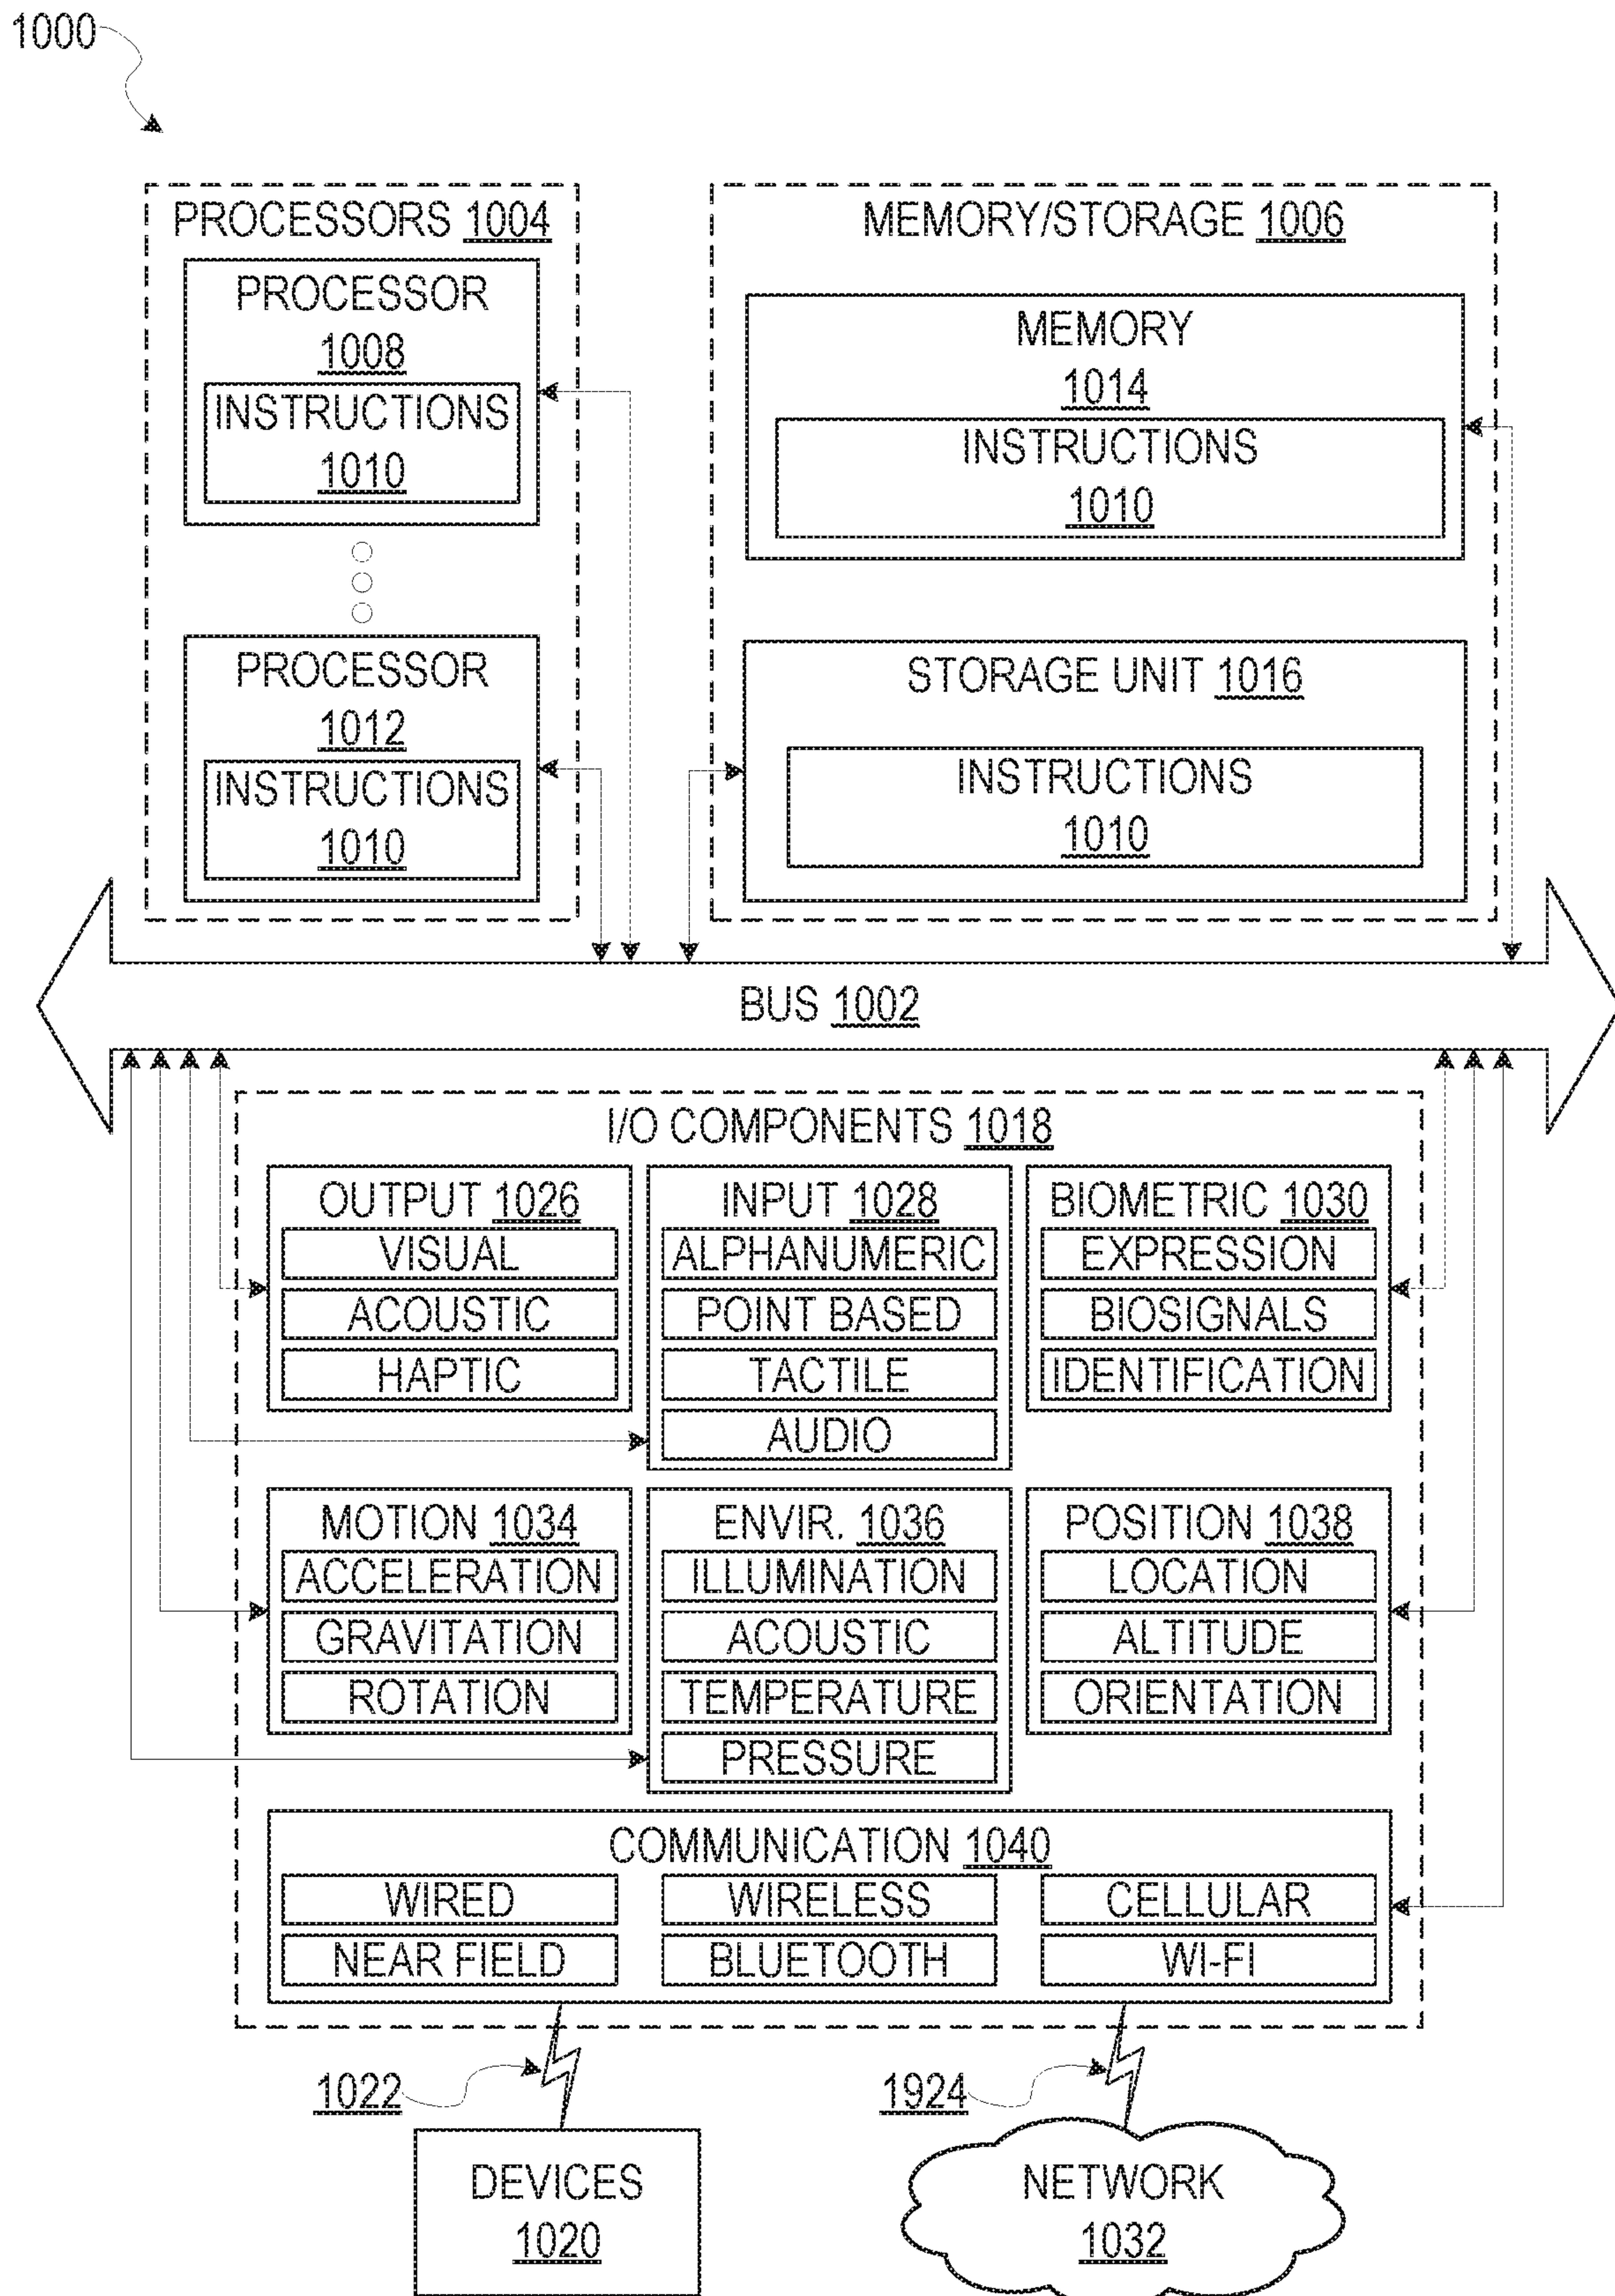 1000
PROCESSORS 1004
PROCESSOR
1008
INSTRUCTIONS
1010
PROCESSOR
1012
INSTRUCTIONS
1010
MEMORY/STORAGE 1006
MEMORY
1014
INSTRUCTIONS
1010
STORAGE UNIT 1016
INSTRUCTIONS
1010
BUS 1002
I/O COMPONENTS 1018
OUTPUT 1026
VISUAL
ACOUSTIC
HAPTIC
INPUT 1028
ALPHANUMERIC
POINT BASED
TACTILE
AUDIO
BIOMETRIC 1030
EXPRESSION
BIOSIGNALS
IDENTIFICATION
MOTION 1034
ACCELERATION
GRAVITATION
ROTATION
ENVIR. 1036
ILLUMINATION
ACOUSTIC
TEMPERATURE
PRESSURE
POSITION 1038
LOCATION
ALTITUDE
ORIENTATION
COMMUNICATION 1040
WIRED
WIRELESS
CELLULAR
NEAR FIELD
BLUETOOTH
WI-FI
1022
1924
DEVICES
1020
NETWORK
1032